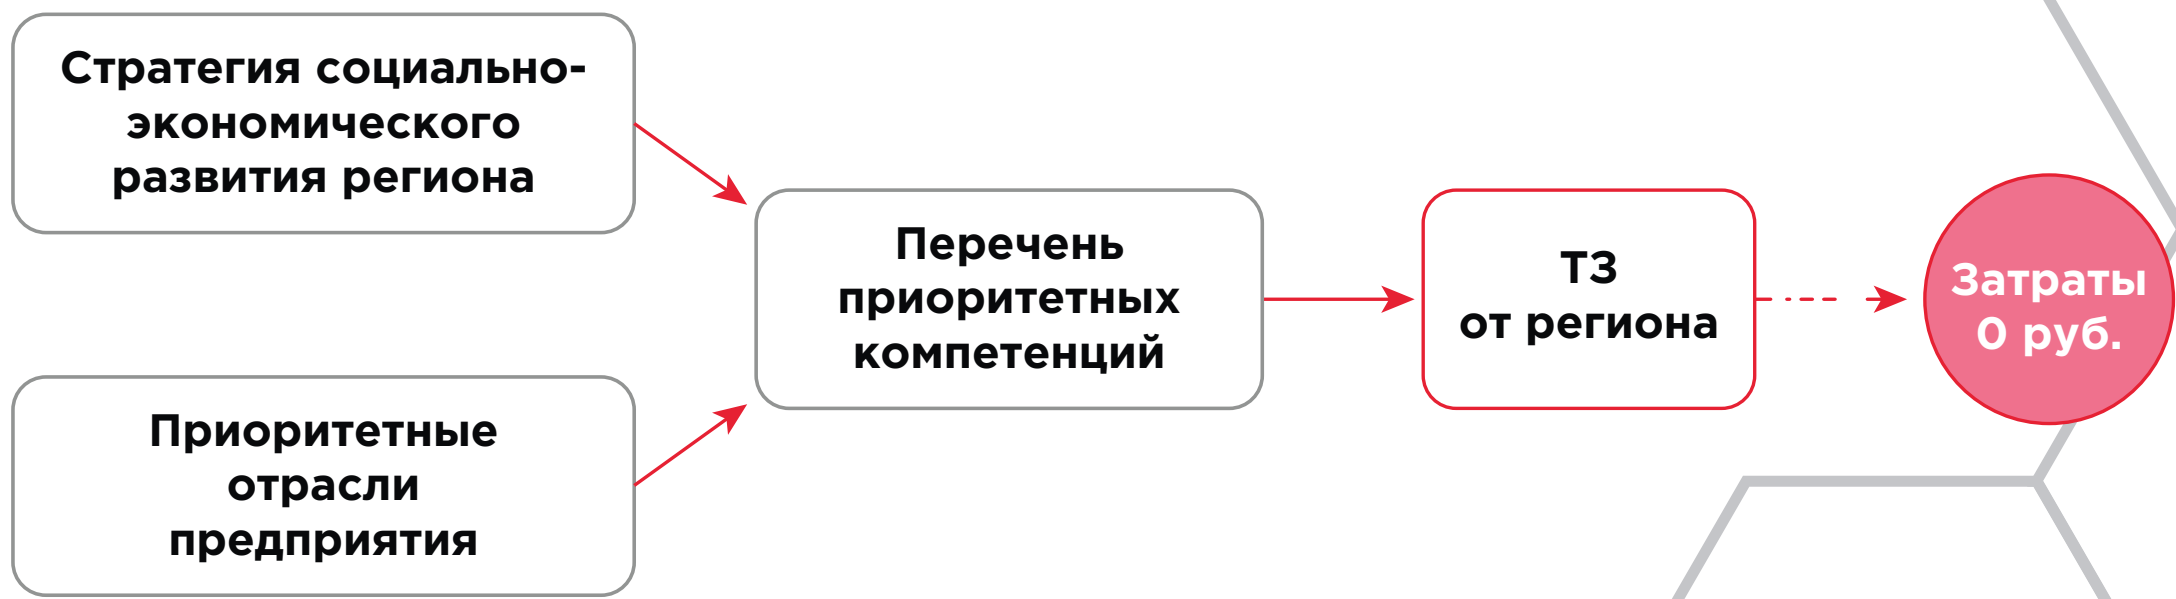 Стратегия социально-
экономического
развития региона
Приоритетные
отрасли
предприятия
Перечень
приоритетных
компетенций
ТЗ
от региона
Затраты
0 руб.